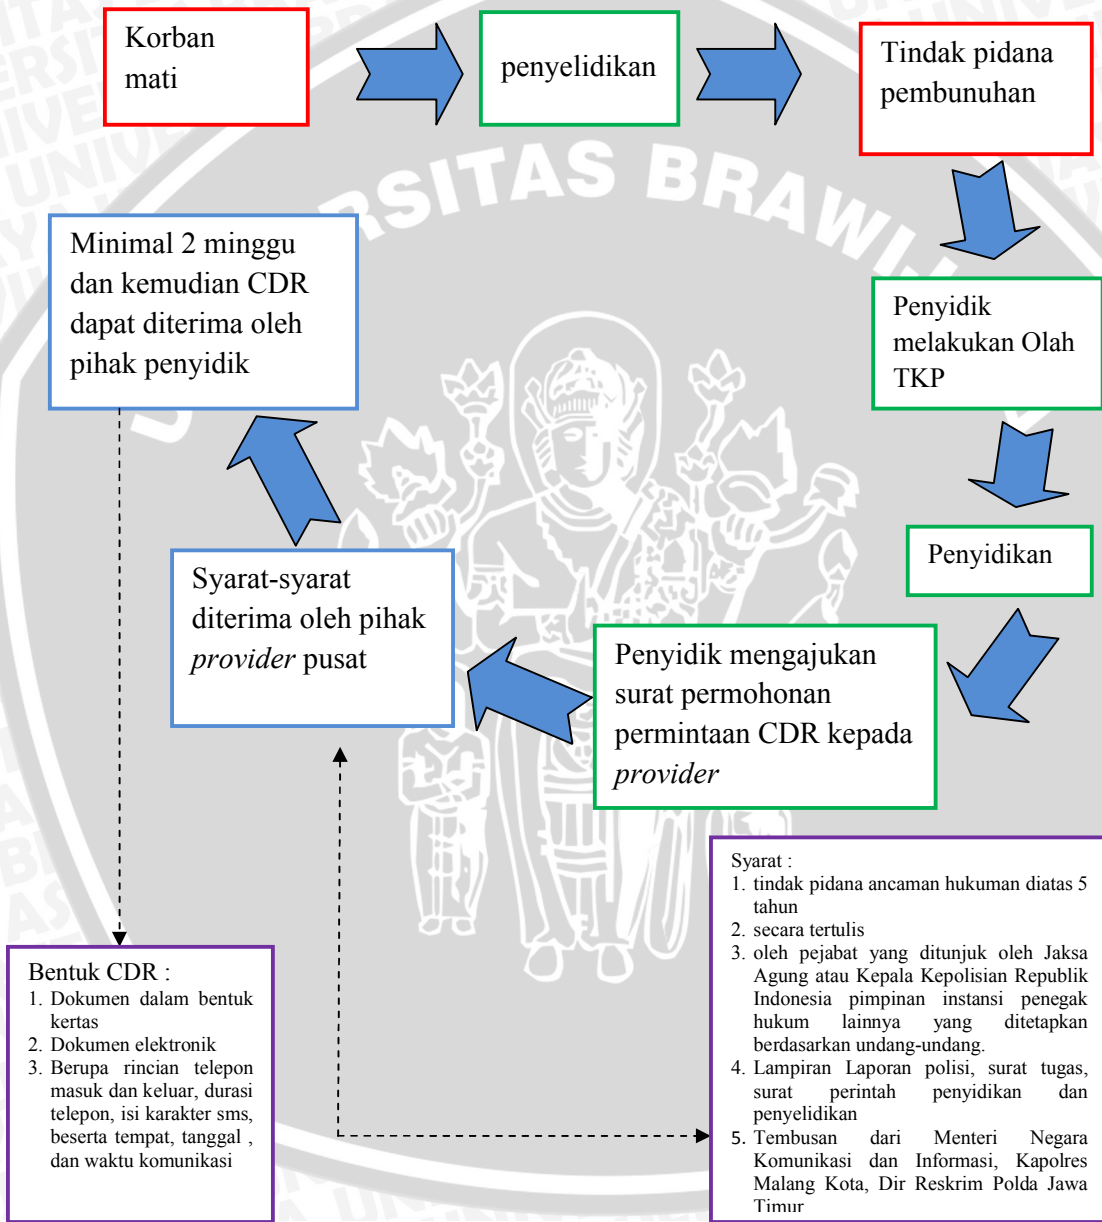 Korban
mati
penyelidikan
Tindak pidana
pembunuhan
Penyidik
melakukan Olah
TKP
Penyidikan
Penyidik mengajukan
surat permohonan
permintaan CDR kepada
provider
Syarat-syarat
diterima oleh pihak
provider pusat
Minimal 2 minggu
dan kemudian CDR
dapat diterima oleh
pihak penyidik
Bentuk CDR :
1. Dokumen dalam bentuk
kertas
2. Dokumen elektronik
3. Berupa rincian telepon
masuk dan keluar, durasi
telepon, isi karakter sms,
beserta tempat, tanggal ,
dan waktu komunikasi
Syarat :
1. tindak pidana ancaman hukuman diatas 5
tahun
2. secara tertulis
3. oleh pejabat yang ditunjuk oleh Jaksa
Agung atau Kepala Kepolisian Republik
Indonesia pimpinan instansi penegak
hukum lainnya yang ditetapkan
berdasarkan undang-undang.
4. Lampiran Laporan polisi, surat tugas,
surat perintah penyidikan dan
penyelidikan
5. Tembusan dari Menteri Negara
Komunikasi dan Informasi, Kapolres
Malang Kota, Dir Reskrim Polda Jawa
Timur